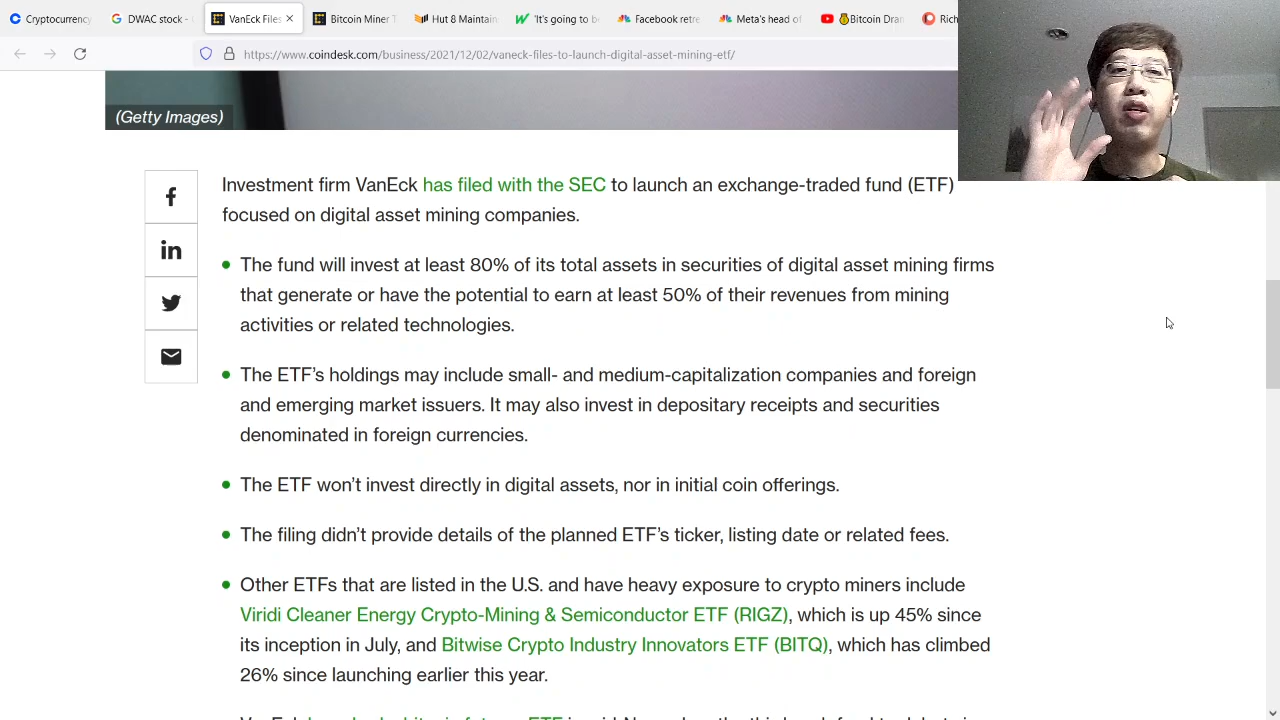 Cryptocurrency
DWAC stock -
VanEck Files
Bitcoin Miner T
Hut 8 Maintain
'It's going to be
Facebook retre
Meta's head of
Bitcoin Dran
Rich
https://www.coindesk.com/business/2021/12/02/vaneck-files-to-launch-digital-asset-mining-etf/
(Getty Images)
Investment firm VanEck has filed with the SEC to launch an exchange-traded fund (ETF)
focused on digital asset mining companies.
The fund will invest at least 80% of its total assets in securities of digital asset mining firms
that generate or have the potential to earn at least 50% of their revenues from mining
activities or related technologies.
The ETF’s holdings may include small- and medium-capitalization companies and foreign
and emerging market issuers. It may also invest in depositary receipts and securities
denominated in foreign currencies.
The ETF won’t invest directly in digital assets, nor in initial coin offerings.
The filing didn’t provide details of the planned ETF’s ticker, listing date or related fees.
Other ETFs that are listed in the U.S. and have heavy exposure to crypto miners include
Viridi Cleaner Energy Crypto-Mining & Semiconductor ETF (RIGZ), which is up 45% since
its inception in July, and Bitwise Crypto Industry Innovators ETF (BITQ), which has climbed
26% since launching earlier this year.